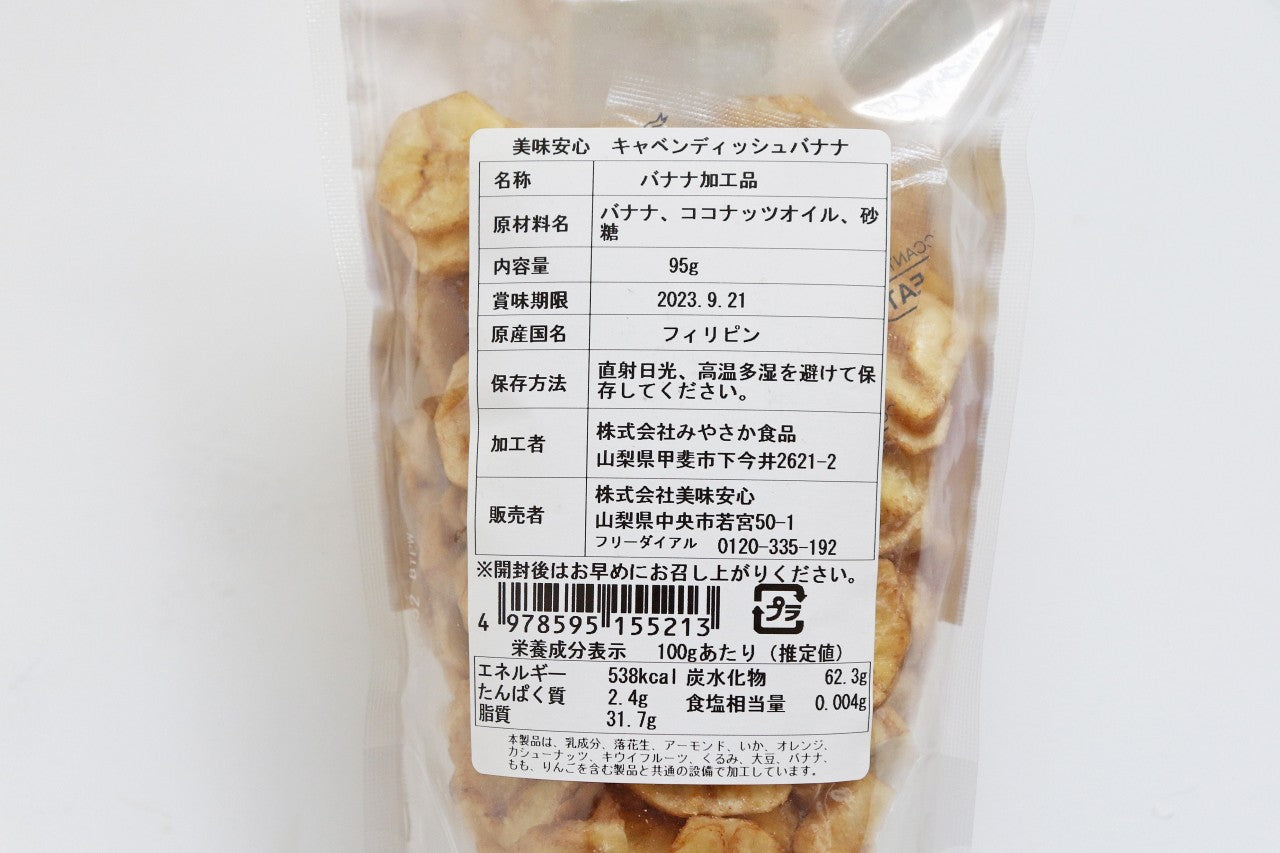 美味安心 キャベンディッシュバナナ
名称 バナナ加工品
原材料名 バナナ、ココナッツオイル、砂
糖
内容量 95g
賞味期限 2023.9.21
原産国名 フィリピン
保存方法 直射日光、高温多湿を避けて保
存してください。
加工者 株式会社みやさか食品
山梨県甲斐市下今井2621-2
販売者 株式会社美味安心
山梨県中央市若宮50-1
フリーダイアル 0120-335-192
※開封後はお早めにお召し上がりください。
4 978595 155213
プラ
栄養成分表示 100gあたり(推定値)
エネルギー 538kcal 炭水化物 62.3g
たんぱく質 2.4g 食塩相当量 0.004g
脂質 31.7g
本製品は、乳成分、落花生、アーモンド、いか、オレンジ、
カシューナッツ、キウイフルーツ、くるみ、大豆、バナナ、
もも、りんごを含む製品と共通の設備で加工しています。